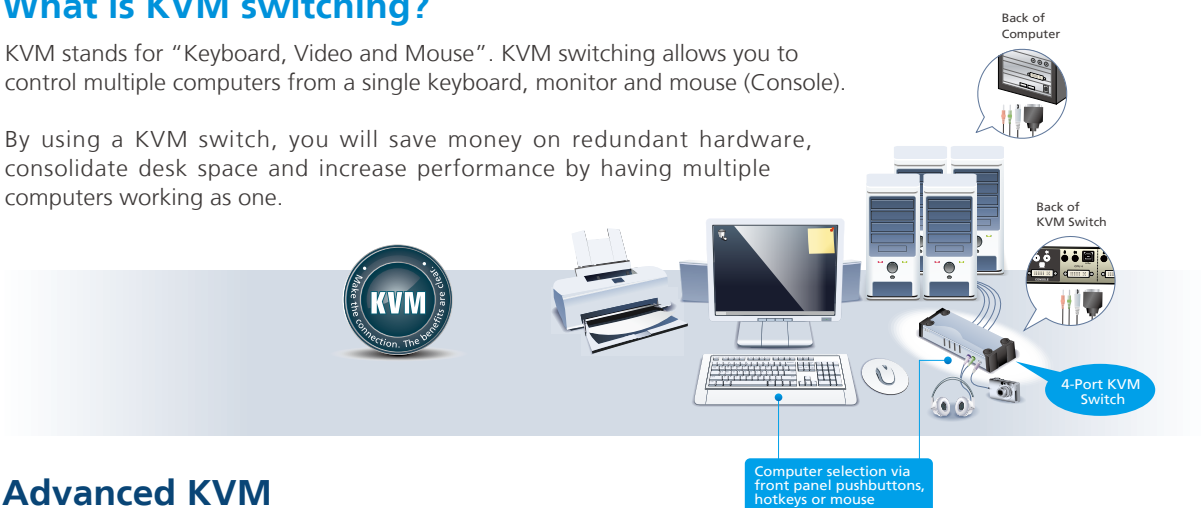 What is KVM switching?
KVM stands for “Keyboard, Video and Mouse”. KVM switching allows you to
control multiple computers from a single keyboard, monitor and mouse (Console).
By using a KVM switch, you will save money on redundant hardware,
consolidate desk space and increase performance by having multiple
computers working as one.
Back of
Computer
Back of
KVM Switch
Make the connection. The benefits are clear.
KVM
4-Port KVM
Switch
Computer selection via
front panel pushbuttons,
hotkeys or mouse
Advanced KVM